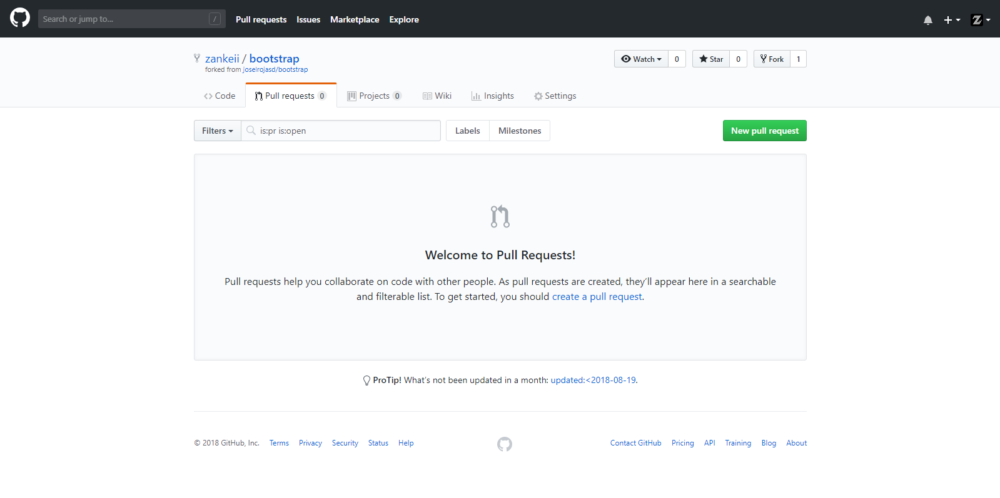 Search or jump to... /
Pull requests Issues Marketplace Explore
zankeii / bootstrap
forked from joselrojasd/bootstrap
Watch 0 Star 0 Fork 1
Code Pull requests 0 Projects 0 Wiki Insights Settings
Filters is:pr is:open Labels Milestones New pull request
Welcome to Pull Requests!
Pull requests help you collaborate on code with other people. As pull requests are created, they’ll appear here in a searchable
and filterable list. To get started, you should create a pull request.
ProTip! What’s not been updated in a month: updated:<2018-08-19.
© 2018 GitHub, Inc. Terms Privacy Security Status Help Contact GitHub Pricing API Training Blog About